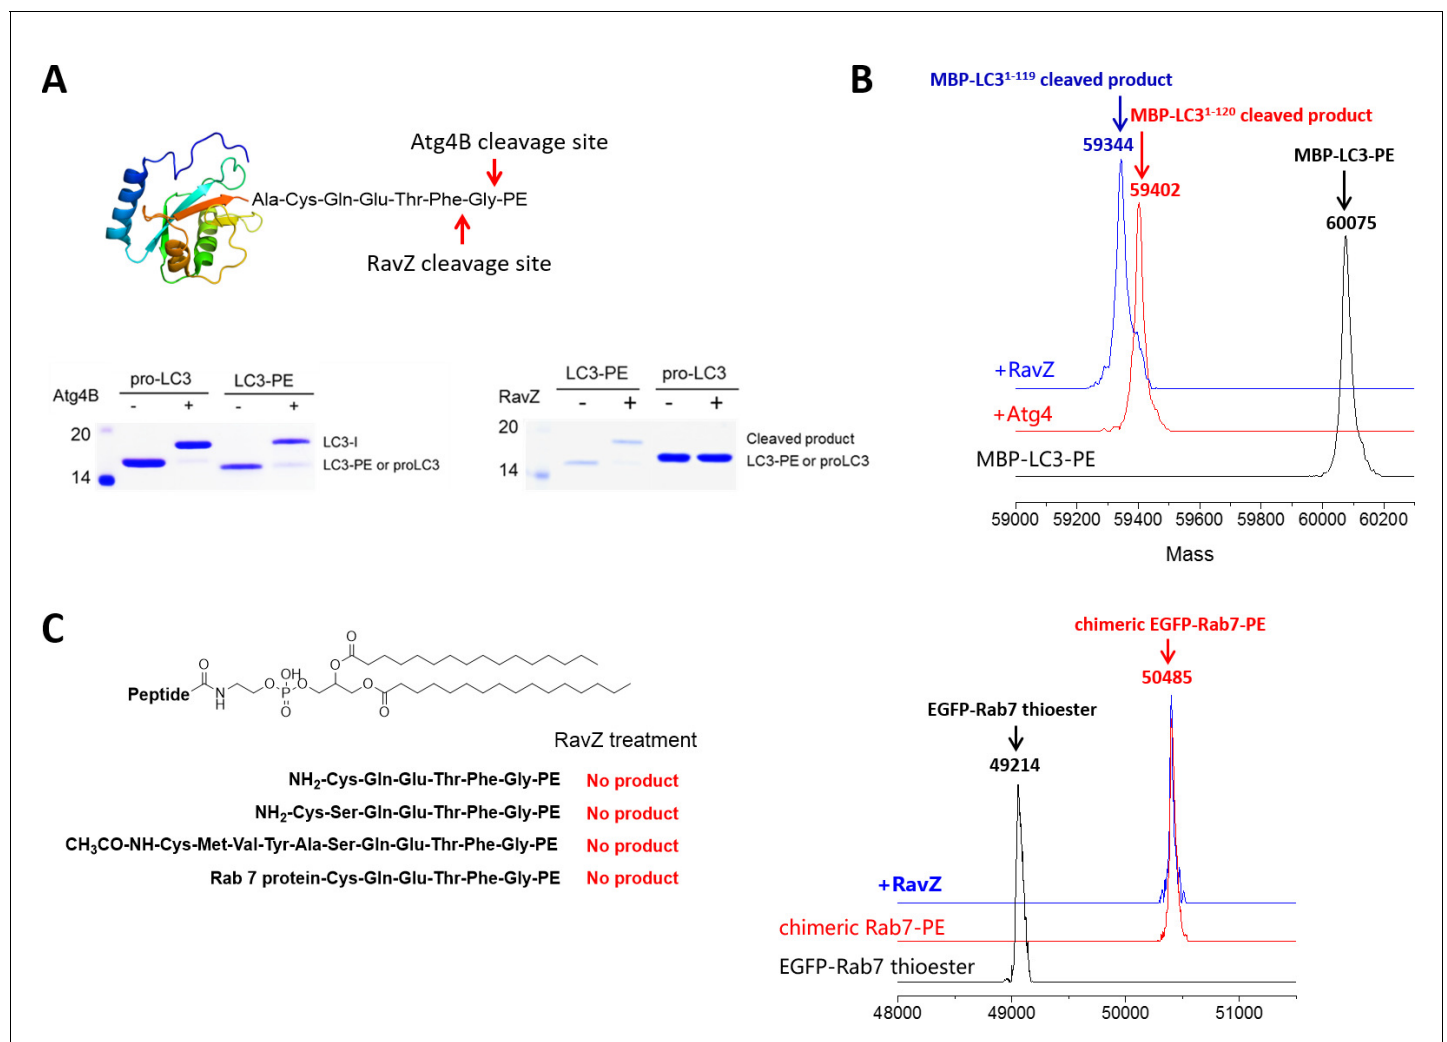 A
Atg4B cleavage site
Ala-Cys-Gln-Glu-Thr-Phe-Gly-PE
RavZ cleavage site
pro-LC3 LC3-PE
Atg4B - + - +
20
LC3-I
LC3-PE or proLC3
14
LC3-PE pro-LC3
RavZ - + - +
20
Cleaved product
LC3-PE or proLC3
14
B
MBP-LC3¹⁻¹¹⁹ cleaved product
MBP-LC3¹⁻¹²⁰ cleaved product
59344
59402
MBP-LC3-PE
60075
+RavZ
+Atg4
MBP-LC3-PE
59000 59200 59400 59600 59800 60000 60200
Mass
C
Peptide O N H O P OH O O O O O O
RavZ treatment
NH₂-Cys-Gln-Glu-Thr-Phe-Gly-PE No product
NH₂-Cys-Ser-Gln-Glu-Thr-Phe-Gly-PE No product
CH₃CO-NH-Cys-Met-Val-Tyr-Ala-Ser-Gln-Glu-Thr-Phe-Gly-PE No product
Rab 7 protein-Cys-Gln-Glu-Thr-Phe-Gly-PE No product
chimeric EGFP-Rab7-PE
50485
EGFP-Rab7 thioester
49214
+RavZ
chimeric Rab7-PE
EGFP-Rab7 thioester
48000 49000 50000 51000